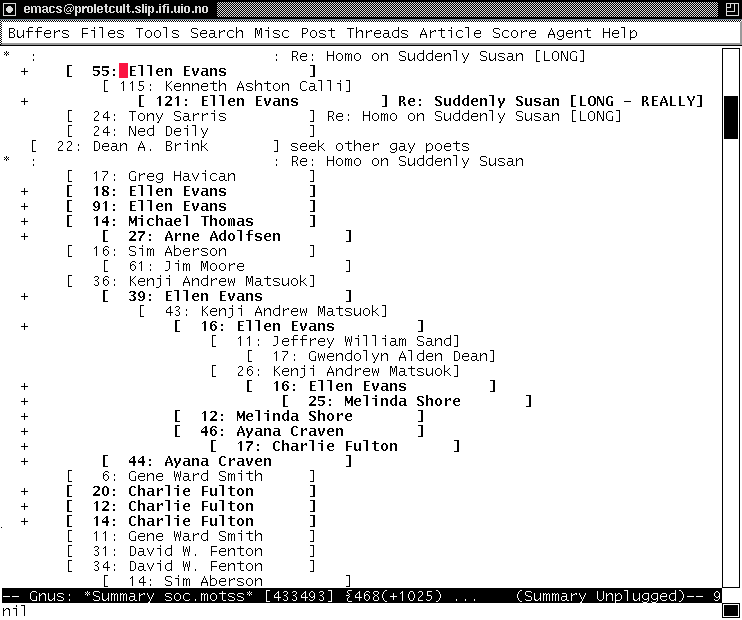 emacs@proletcult.slip.ifi.uio.no
Buffers Files Tools Search Misc Post Threads Article Score Agent Help
*  :                          : Re: Homo on Suddenly Susan [LONG]
  +    [  55: Ellen Evans         ]
           [ 115: Kenneth Ashton Calli]
  +            [ 121: Ellen Evans         ] Re: Suddenly Susan [LONG - REALLY]
       [  24: Tony Sarris         ] Re: Homo on Suddenly Susan [LONG]
       [  24: Ned Deily           ]
   [  22: Dean A. Brink       ] seek other gay poets
*  :                          : Re: Homo on Suddenly Susan
       [  17: Greg Havican        ]
  +    [  18: Ellen Evans         ]
  +    [  91: Ellen Evans         ]
  +    [  14: Michael Thomas      ]
  +        [  27: Arne Adolfsen       ]
       [  16: Sim Aberson         ]
           [  61: Jim Moore           ]
       [  36: Kenji Andrew Matsuok]
  +        [  39: Ellen Evans         ]
               [  43: Kenji Andrew Matsuok]
  +                [  16: Ellen Evans         ]
                       [  11: Jeffrey William Sand]
                           [  17: Gwendolyn Alden Dean]
                       [  26: Kenji Andrew Matsuok]
  +                        [  16: Ellen Evans         ]
  +                            [  25: Melinda Shore       ]
  +                [  12: Melinda Shore       ]
  +                [  46: Ayana Craven        ]
  +                    [  17: Charlie Fulton      ]
  +        [  44: Ayana Craven        ]
       [   6: Gene Ward Smith     ]
  +    [  20: Charlie Fulton      ]
  +    [  12: Charlie Fulton      ]
  +    [  14: Charlie Fulton      ]
       [  11: Gene Ward Smith     ]
       [  31: David W. Fenton     ]
       [  34: David W. Fenton     ]
           [  14: Sim Aberson         ]
-- Gnus: *Summary soc.motss* [433493] {468(+1025) ...    (Summary Unplugged)-- 9
nil